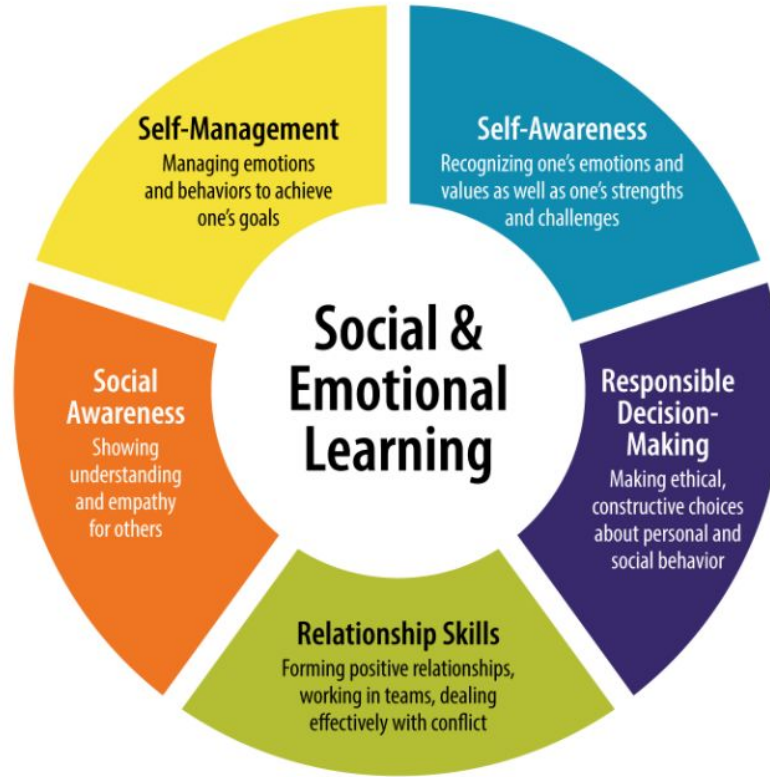 Social &
Emotional
Learning
Self-Awareness
Recognizing one's emotions and
values as well as one's strengths
and challenges
Responsible
Decision-
Making
Making ethical,
constructive choices
about personal and
social behavior
Relationship Skills
Forming positive relationships,
working in teams, dealing
effectively with conflict
Social
Awareness
Showing
understanding
and empathy
for others
Self-Management
Managing emotions
and behaviors to achieve
one's goals